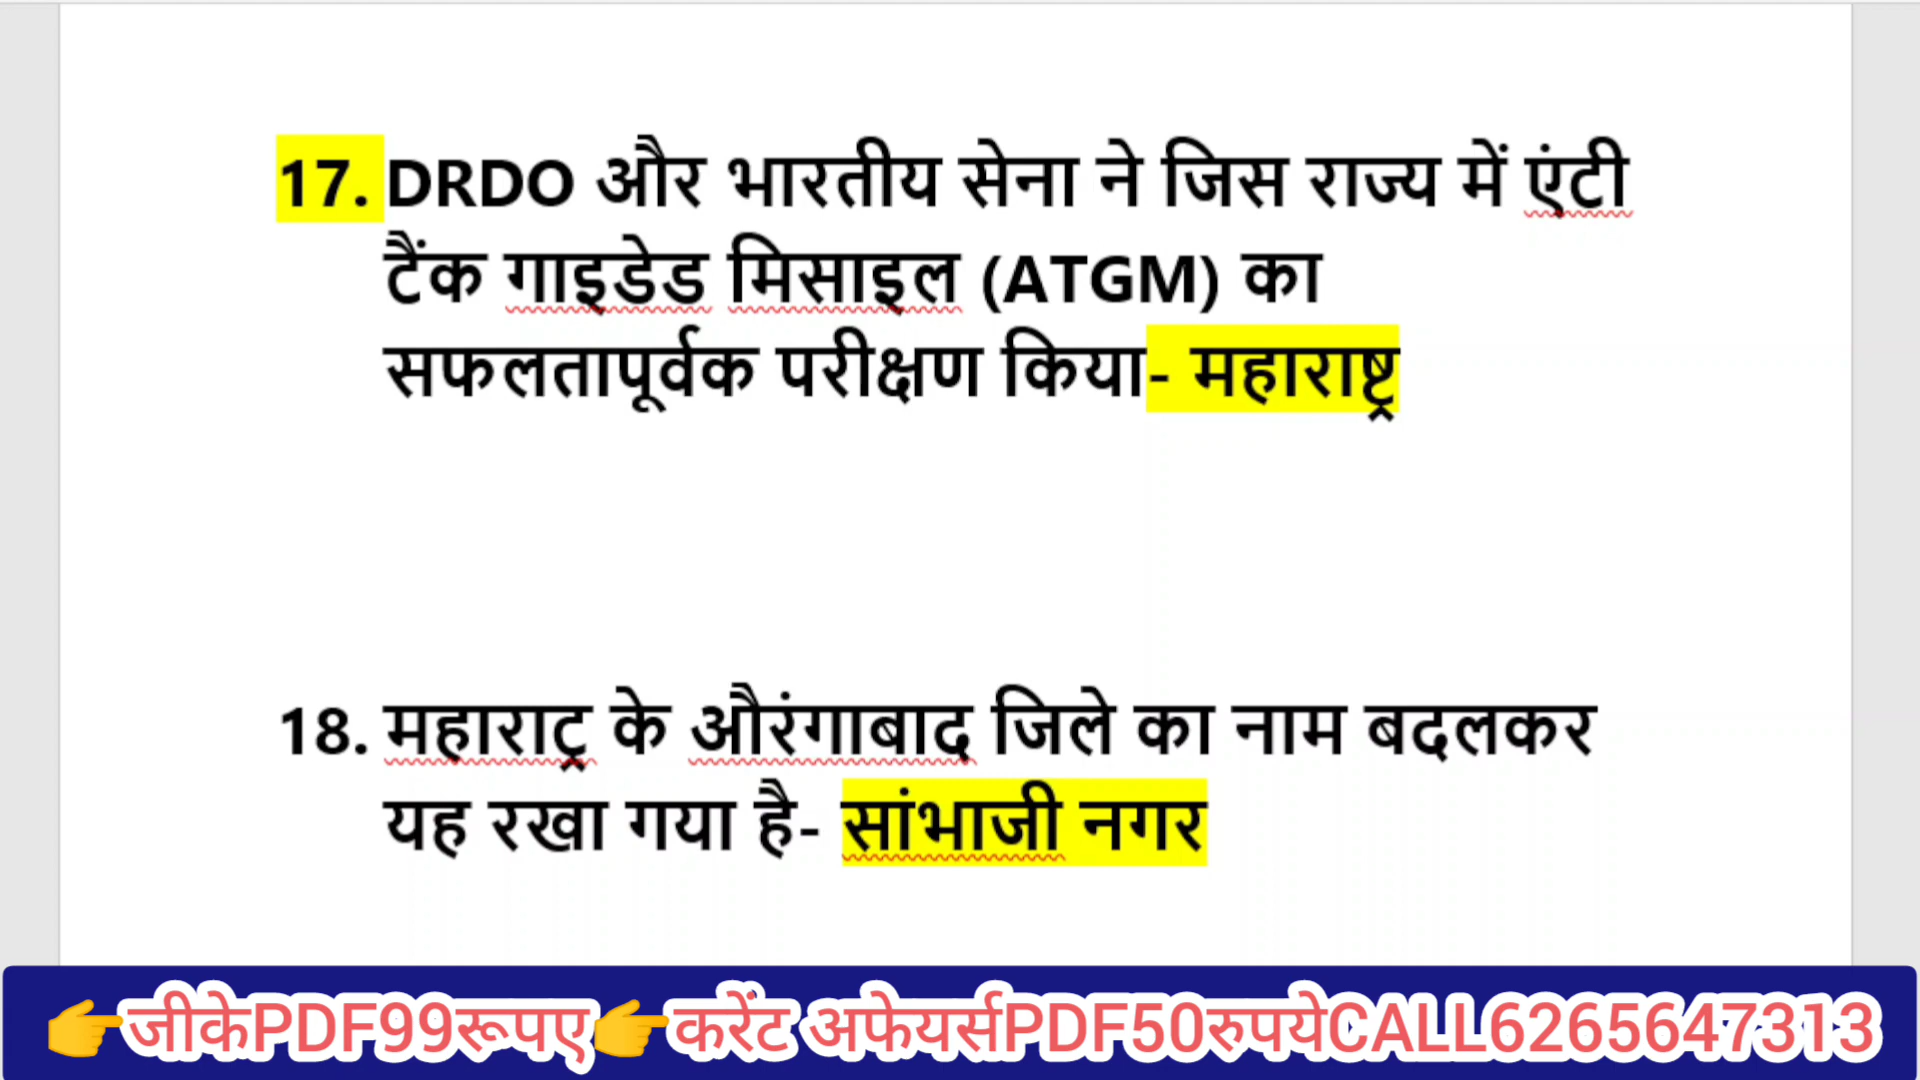 17. DRDO और भारतीय सेना ने जिस राज्य में एंटी
टैंक गाइडेड मिसाइल (ATGM) का
सफलतापूर्वक परीक्षण किया- महाराष्ट्र
18. महाराट्र के औरंगाबाद जिले का नाम बदलकर
यह रखा गया है- सांभाजी नगर
👉जीकेPDF99रूपए👉करेंट अफेयर्सPDF50रुपयेCALL6265647313